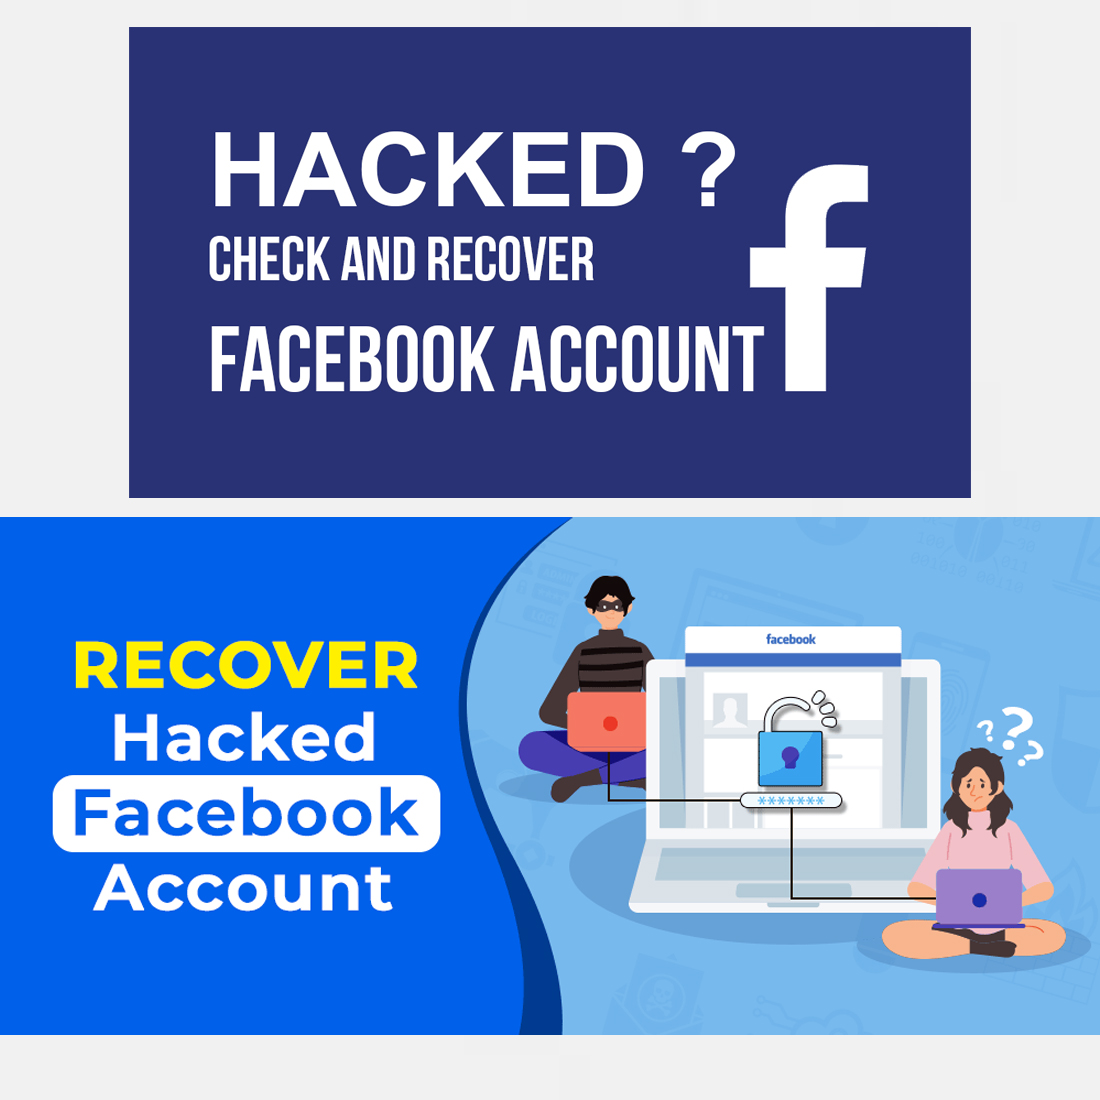 HACKED ?
CHECK AND RECOVER
FACEBOOK ACCOUNT
f
RECOVER
Hacked
Facebook
Account
facebook
*******
? ? ?